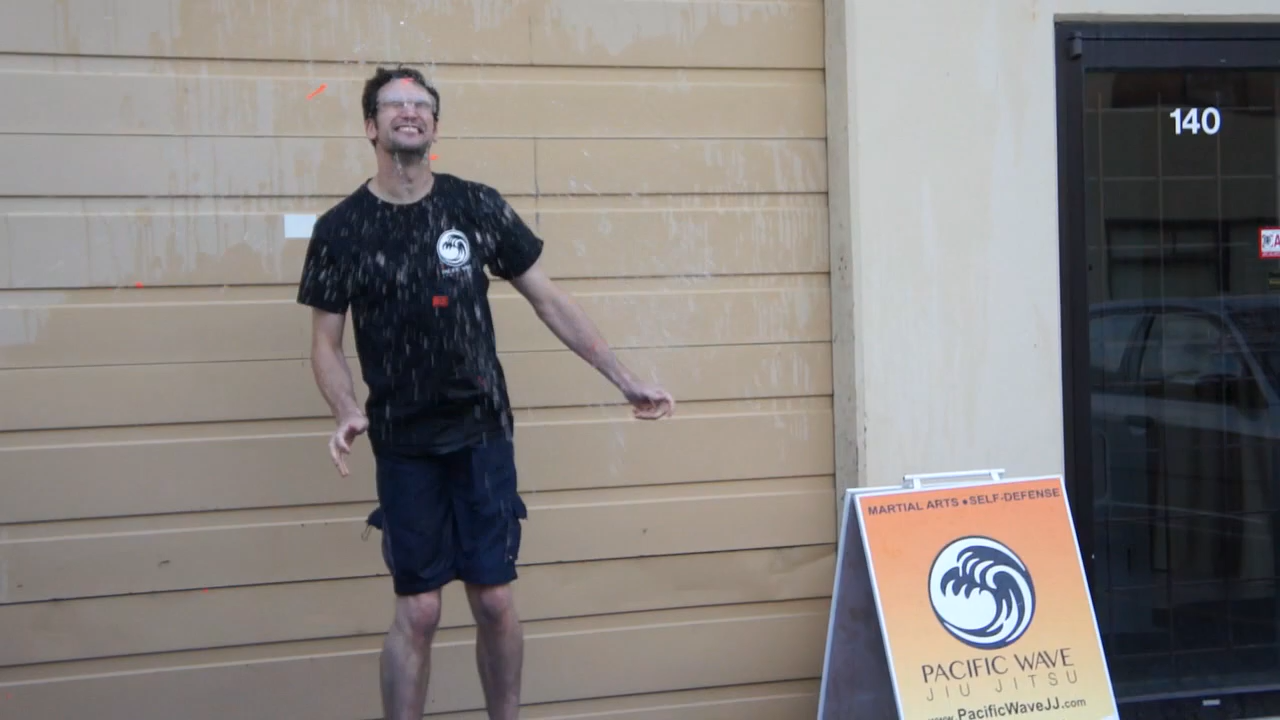 140
MARTIAL ARTS • SELF-DEFENSE
PACIFIC WAVE
JIU JITSU
www.PacificWaveJJ.com